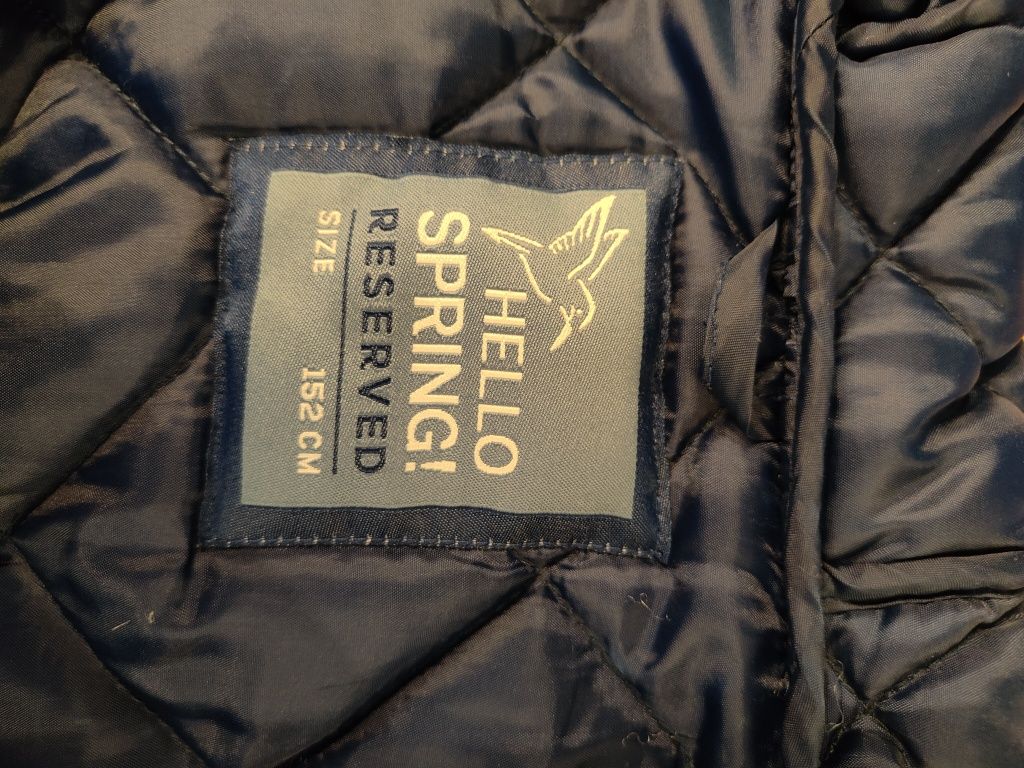 HELLO
SPRING!
RESERVED
SIZE 152 CM